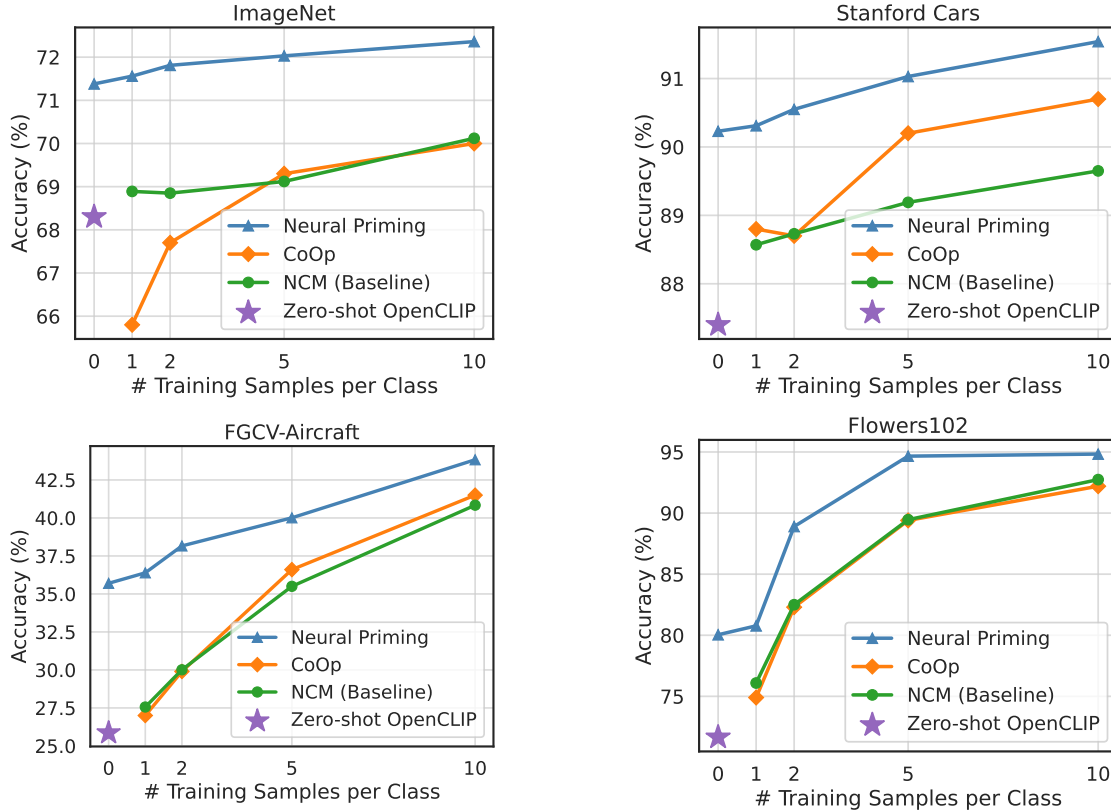 ImageNet
Accuracy (%)
72
71
70
69
68
67
66
Neural Priming
CoOp
NCM (Baseline)
Zero-shot OpenCLIP
0 1 2 5 10
# Training Samples per Class
Stanford Cars
Accuracy (%)
91
90
89
88
Neural Priming
CoOp
NCM (Baseline)
Zero-shot OpenCLIP
0 1 2 5 10
# Training Samples per Class
FGCV-Aircraft
Accuracy (%)
42.5
40.0
37.5
35.0
32.5
30.0
27.5
25.0
Neural Priming
CoOp
NCM (Baseline)
Zero-shot OpenCLIP
0 1 2 5 10
# Training Samples per Class
Flowers102
Accuracy (%)
95
90
85
80
75
Neural Priming
CoOp
NCM (Baseline)
Zero-shot OpenCLIP
0 1 2 5 10
# Training Samples per Class